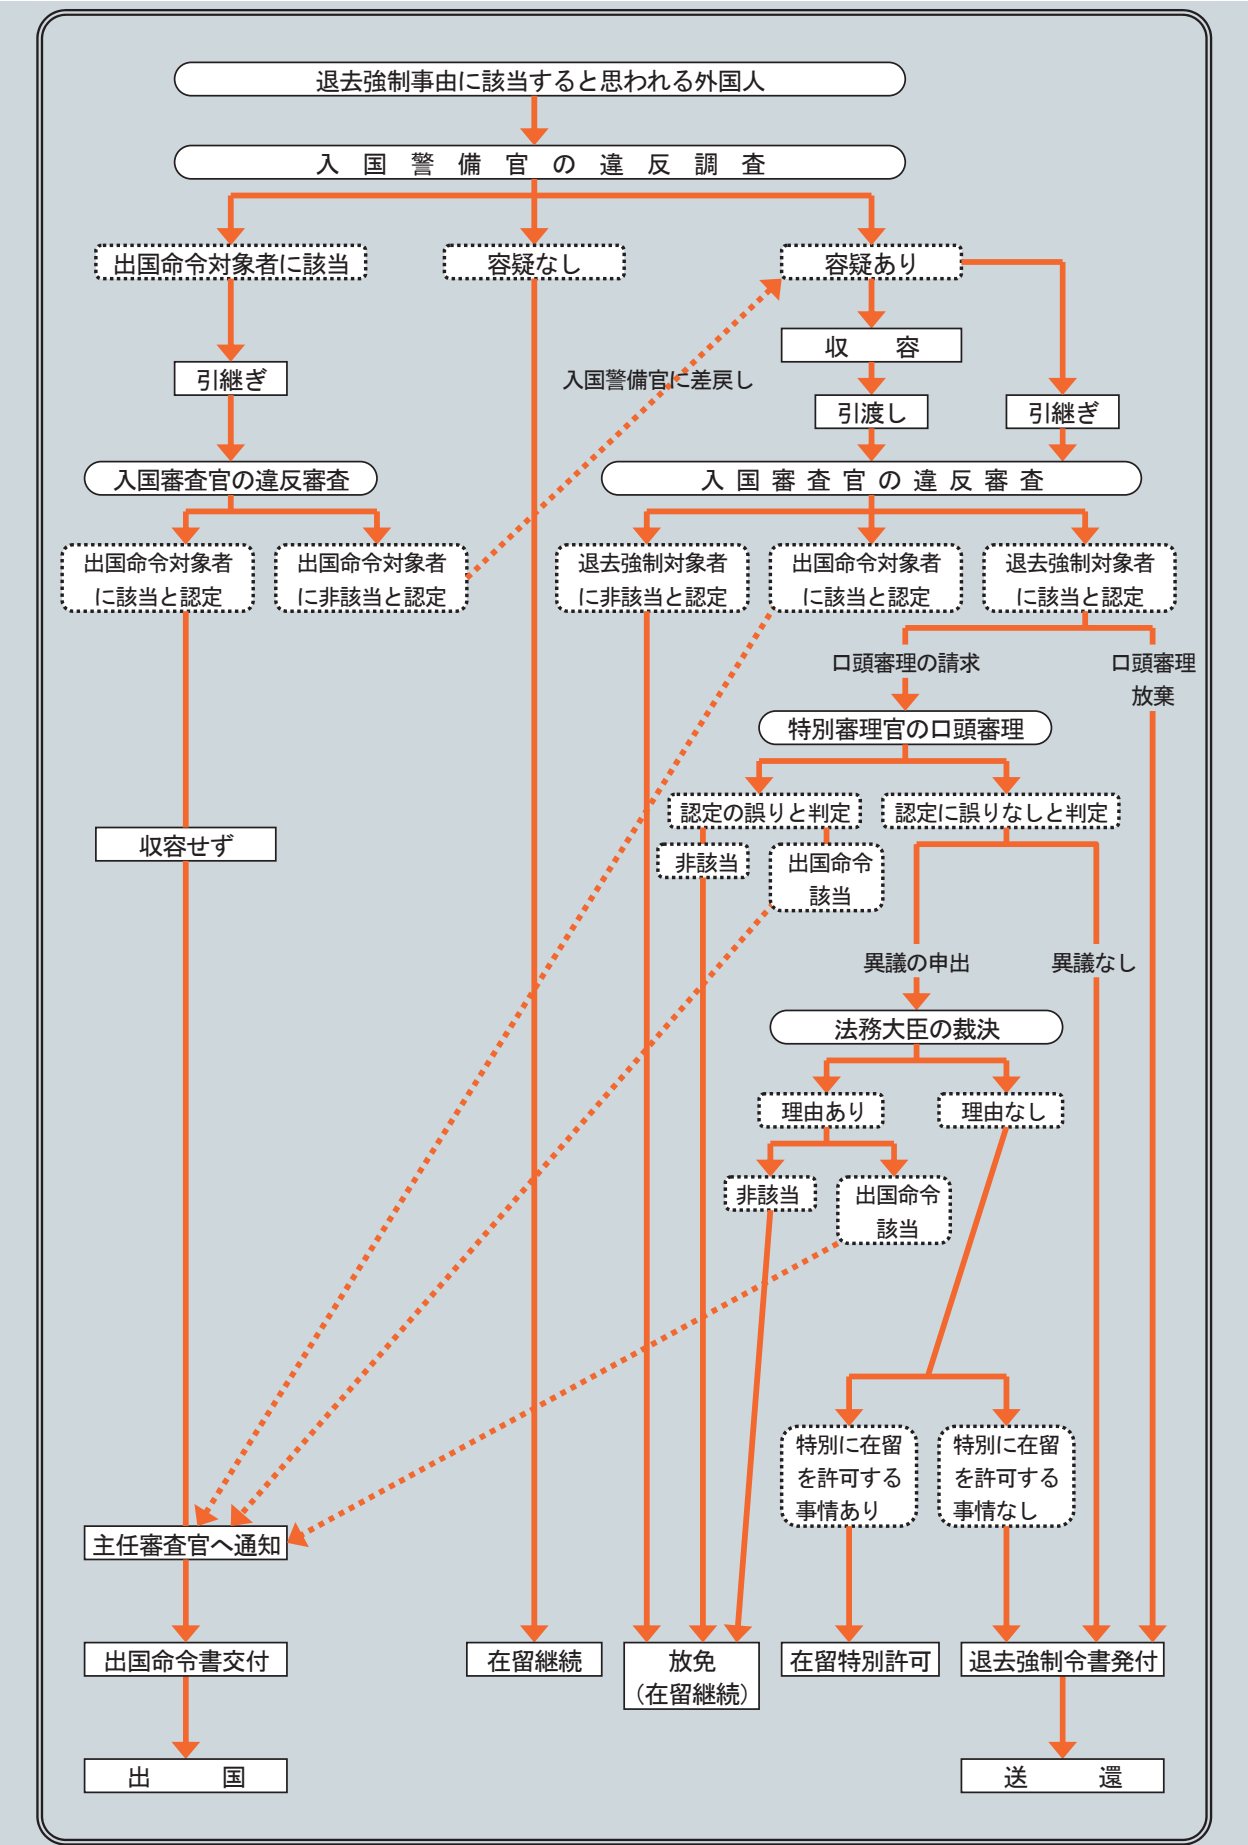 退去強制事由に該当すると思われる外国人
入国警備官の違反調査
出国命令対象者に該当
容疑なし
容疑あり
収容
入国警備官に差戻し
引継ぎ
引渡し
引継ぎ
入国審査官の違反審査
入国審査官の違反審査
出国命令対象者
に該当と認定
出国命令対象者
に非該当と認定
退去強制対象者
に非該当と認定
出国命令対象者
に該当と認定
退去強制対象者
に該当と認定
口頭審理の請求
口頭審理
放棄
特別審理官の口頭審理
認定の誤りと判定
認定に誤りなしと判定
収容せず
非該当
出国命令
該当
異議の申出
異議なし
法務大臣の裁決
理由あり
理由なし
非該当
出国命令
該当
特別に在留
を許可する
事情あり
特別に在留
を許可する
事情なし
主任審査官へ通知
出国命令書交付
在留継続
放免
（在留継続）
在留特別許可
退去強制令書発付
出国
送還